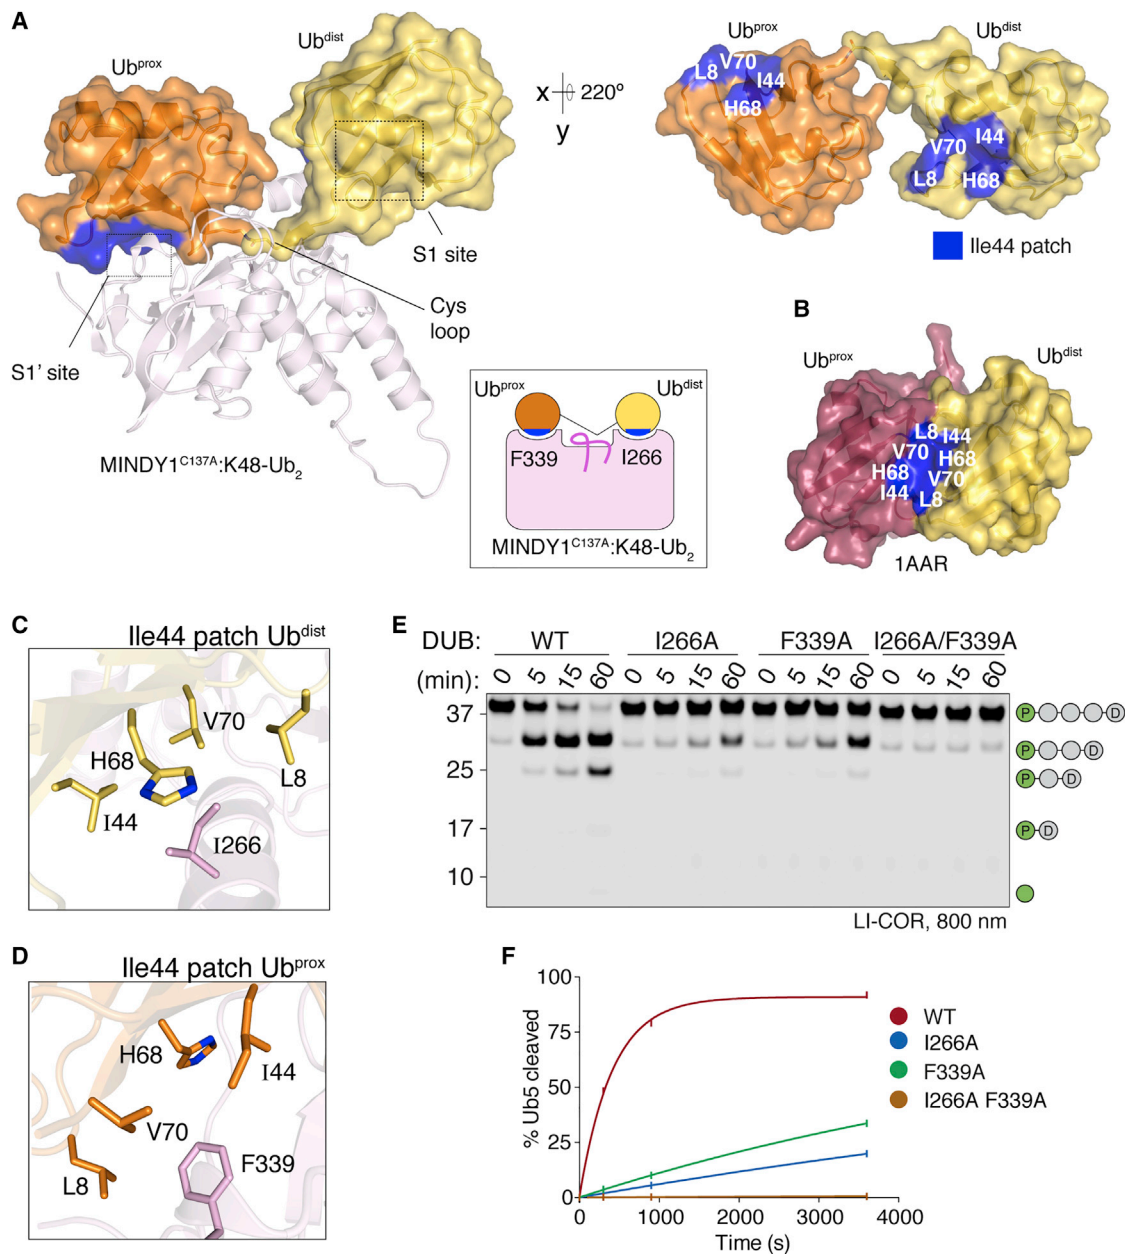 A
Ub^prox
Ub^dist
S1 site
Cys
loop
S1' site
MINDY1^C137A:K48-Ub_2
x
220º
y
Ub^prox
Ub^dist
L8
V70
I44
H68
V70
I44
L8
H68
Ile44 patch
Ub^prox
Ub^dist
F339
I266
MINDY1^C137A:K48-Ub_2
B
Ub^prox
Ub^dist
L8
I44
V70
H68
H68
V70
I44
L8
1AAR
C
Ile44 patch Ub^dist
V70
H68
L8
I44
I266
D
Ile44 patch Ub^prox
H68
I44
V70
F339
L8
E
DUB: WT I266A F339A I266A/F339A
(min): 0 5 15 60 0 5 15 60 0 5 15 60 0 5 15 60
37
25
17
10
P D
P D
P D
P D
LI-COR, 800 nm
F
% Ub5 cleaved
100
75
50
25
0
0 1000 2000 3000 4000
Time (s)
WT
I266A
F339A
I266A F339A